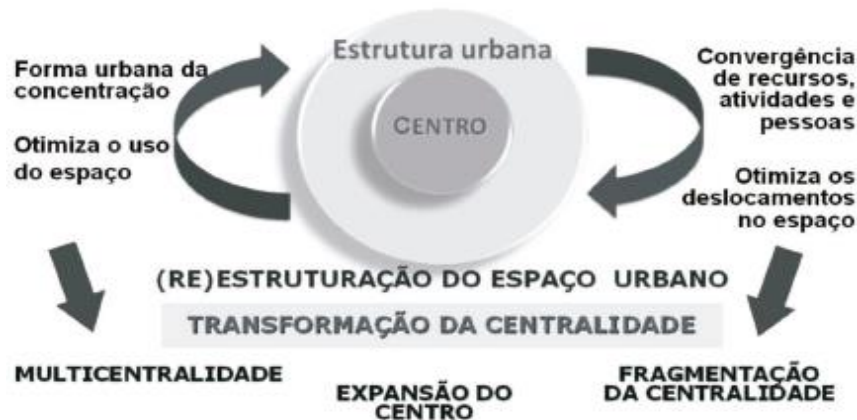 Estrutura urbana
CENTRO
Forma urbana da
concentração
Otimiza o uso
do espaço
Convergência
de recursos,
atividades e
pessoas
Otimiza os
deslocamentos
no espaço
(RE)ESTRUTURAÇÃO DO ESPAÇO URBANO
TRANSFORMAÇÃO DA CENTRALIDADE
MULTICENTRALIDADE
EXPANSÃO DO
CENTRO
FRAGMENTAÇÃO
DA CENTRALIDADE